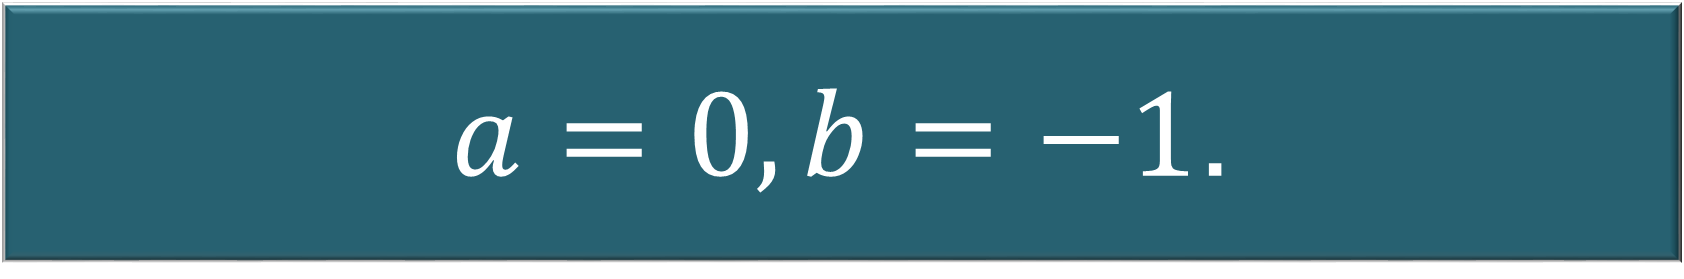 a = 0, b = −1.